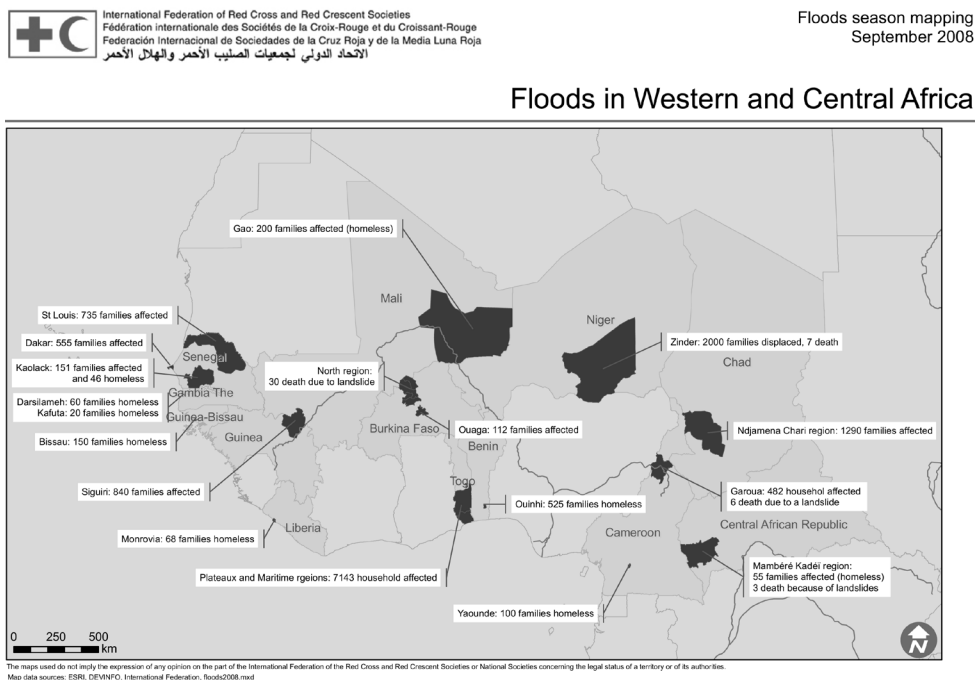 International Federation of Red Cross and Red Crescent Societies
Fédération internationale des Sociétés de la Croix-Rouge et du Croissant-Rouge
Federación Internacional de Sociedades de la Cruz Roja y de la Media Luna Roja
الاتحاد الدولي لجمعيات الصليب الأحمر والهلال الأحمر
Floods season mapping
September 2008
Floods in Western and Central Africa
Gao: 200 families affected (homeless)
Mali
St Louis: 735 families affected
Niger
Dakar: 555 families affected
Senegal
Zinder: 2000 families displaced, 7 death
Chad
Kaolack: 151 families affected
and 46 homeless
North region:
30 death due to landslide
Gambia The
Darsilameh: 60 families homeless
Kafuta: 20 families homeless
Guinea-Bissau
Burkina Faso
Ouaga: 112 families affected
Ndjamena Chari region: 1290 families affected
Bissau: 150 families homeless
Guinea
Benin
Togo
Siguiri: 840 families affected
Garoua: 482 househol affected
6 death due to a landslide
Ouinhi: 525 families homeless
Liberia
Cameroon
Central African Republic
Monrovia: 68 families homeless
Mambéré Kadéï region:
55 families affected (homeless)
3 death because of landslides
Plateaux and Maritime rgeions: 7143 household affected
Yaounde: 100 families homeless
0 250 500
km
N
The maps used do not imply the expression of any opinion on the part of the International Federation of the Red Cross and Red Crescent Societies or National Societies concerning the legal status of a territory or of its authorities.
Map data sources: ESRI, DEVINFO, International Federation, floods2008.mxd